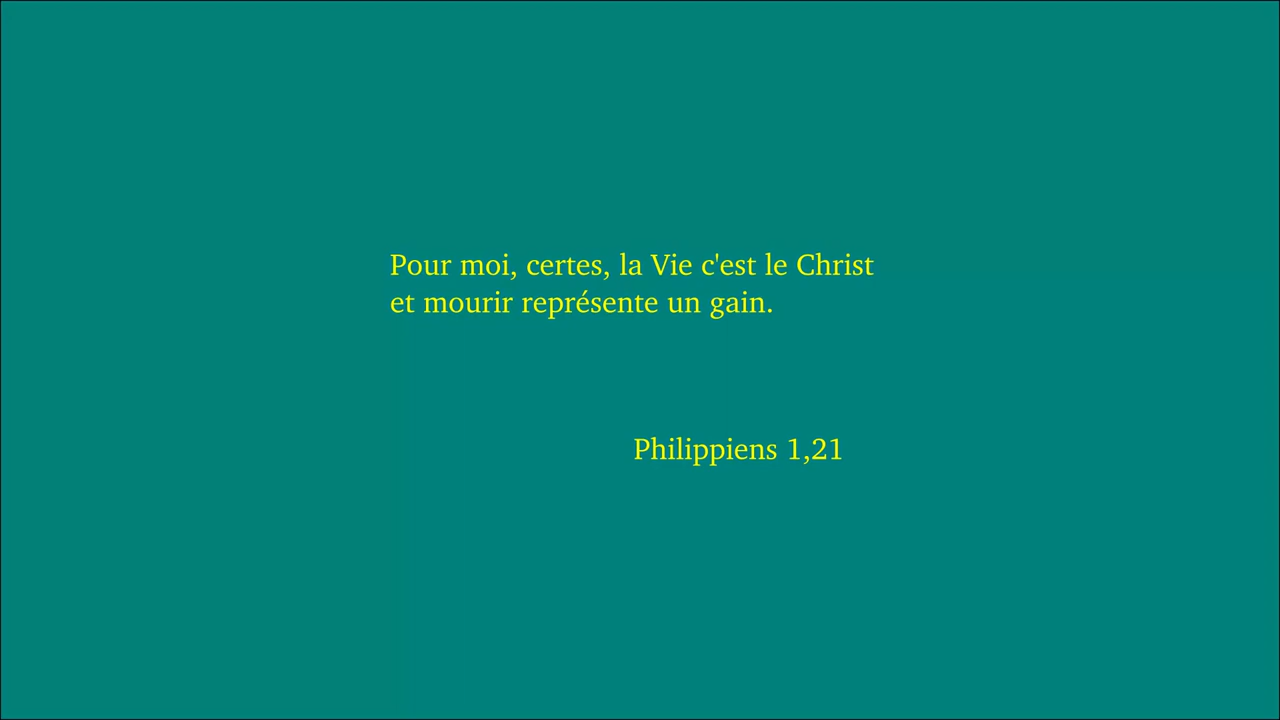 Pour moi, certes, la Vie c'est le Christ
et mourir représente un gain.
Philippiens 1,21